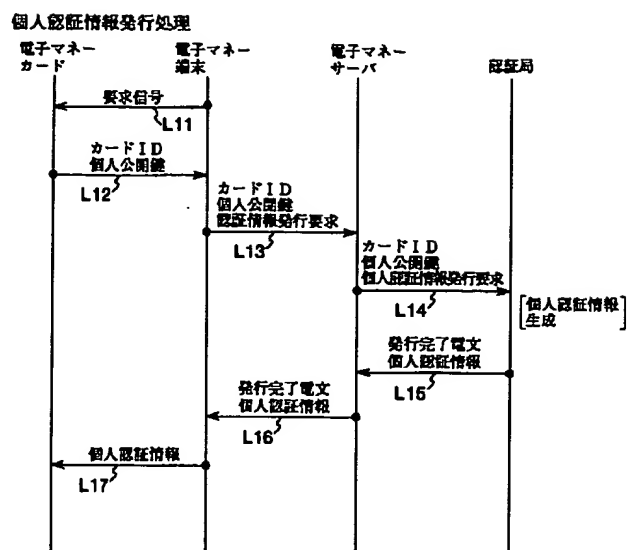 個人認証情報発行処理
電子マネー
カード
電子マネー
端末
電子マネー
サーバ
認証局
要求信号
L11
カードID
個人公開鍵
L12
カードID
個人公開鍵
認証情報発行要求
L13
カードID
個人公開鍵
個人認証情報発行要求
L14
個人認証情報
生成
発行完了電文
個人認証情報
L15
発行完了電文
個人認証情報
L16
個人認証情報
L17